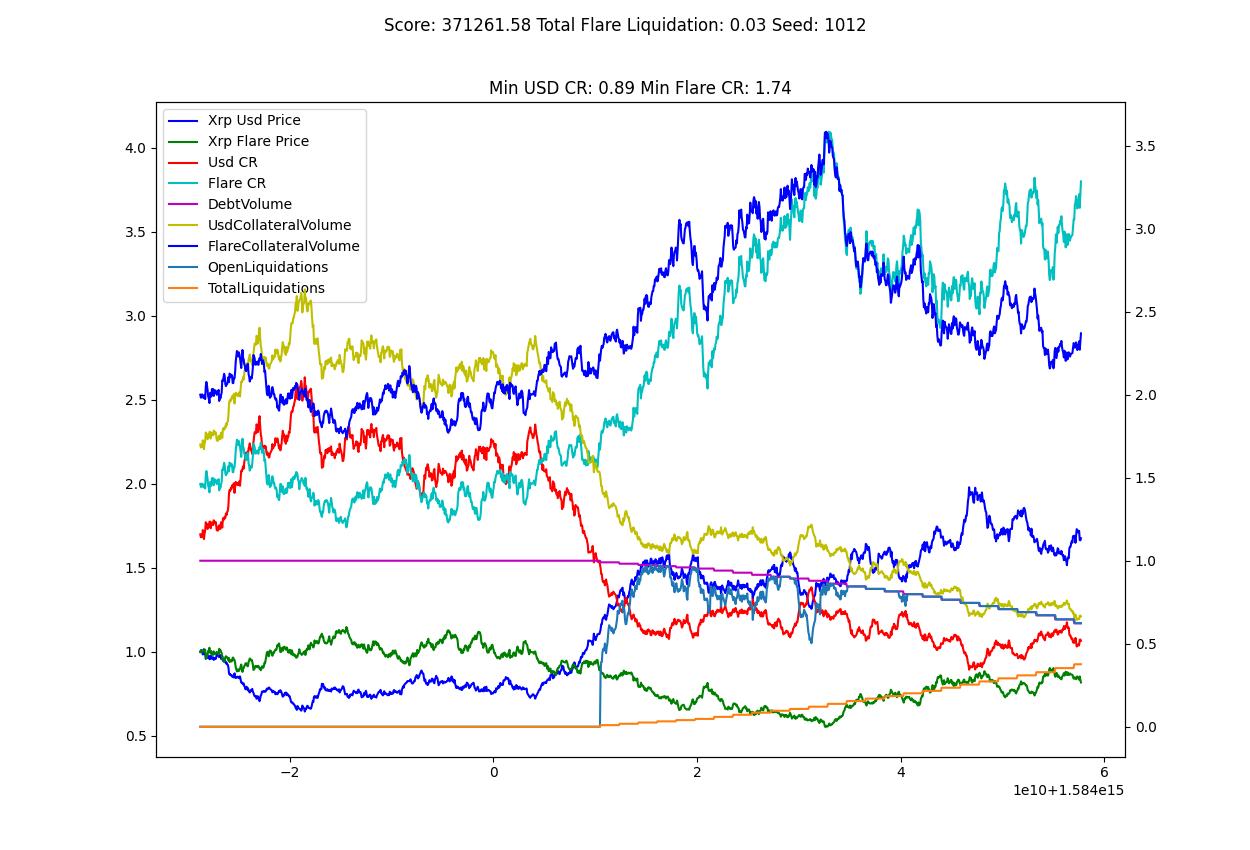 Score: 371261.58 Total Flare Liquidation: 0.03 Seed: 1012
Min USD CR: 0.89 Min Flare CR: 1.74
Xrp Usd Price
Xrp Flare Price
Usd CR
Flare CR
DebtVolume
UsdCollateralVolume
FlareCollateralVolume
OpenLiquidations
TotalLiquidations
4.0
3.5
3.0
2.5
2.0
1.5
1.0
0.5
3.5
3.0
2.5
2.0
1.5
1.0
0.5
0.0
−2
0
2
4
6
1e10+1.584e15